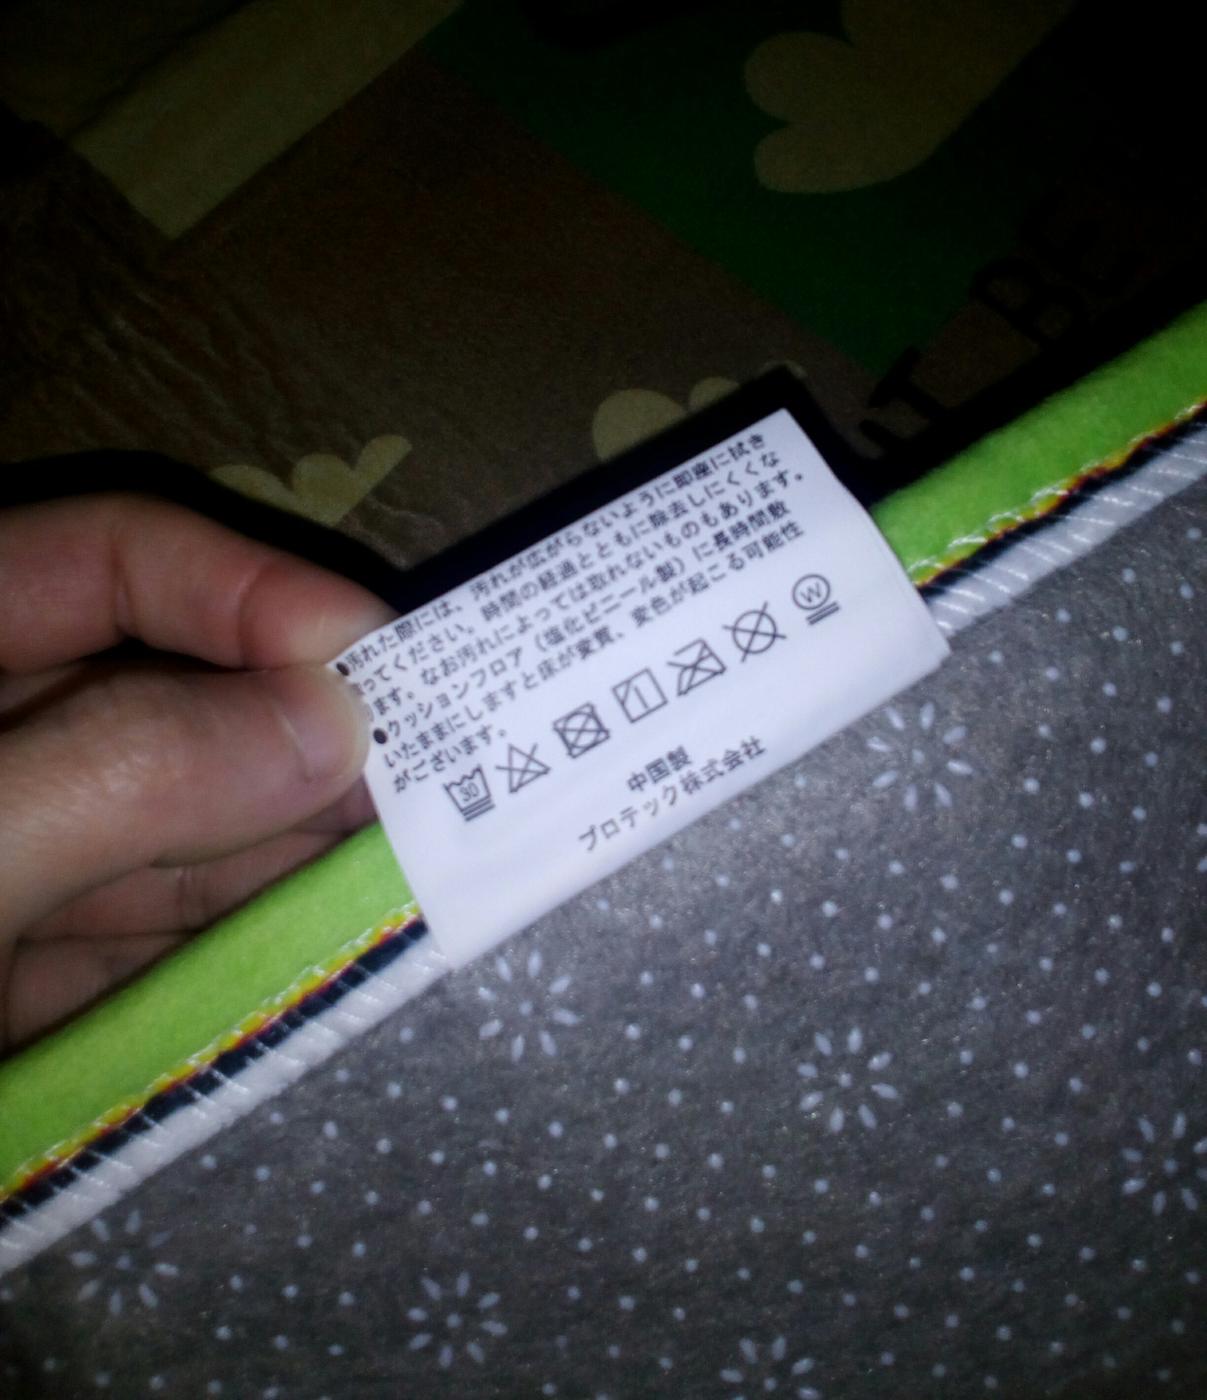 ●汚れた際には、汚れが広がらないように即座に拭き
取ってください。時間の経過とともに除去しにくくな
ります。なお汚れによっては取れないものもあります。
●クッションフロア（塩化ビニール製）に長時間敷
いたままにしますと床が変質、変色が起こる可能性
がございます。
30
W
中国製
プロテック株式会社